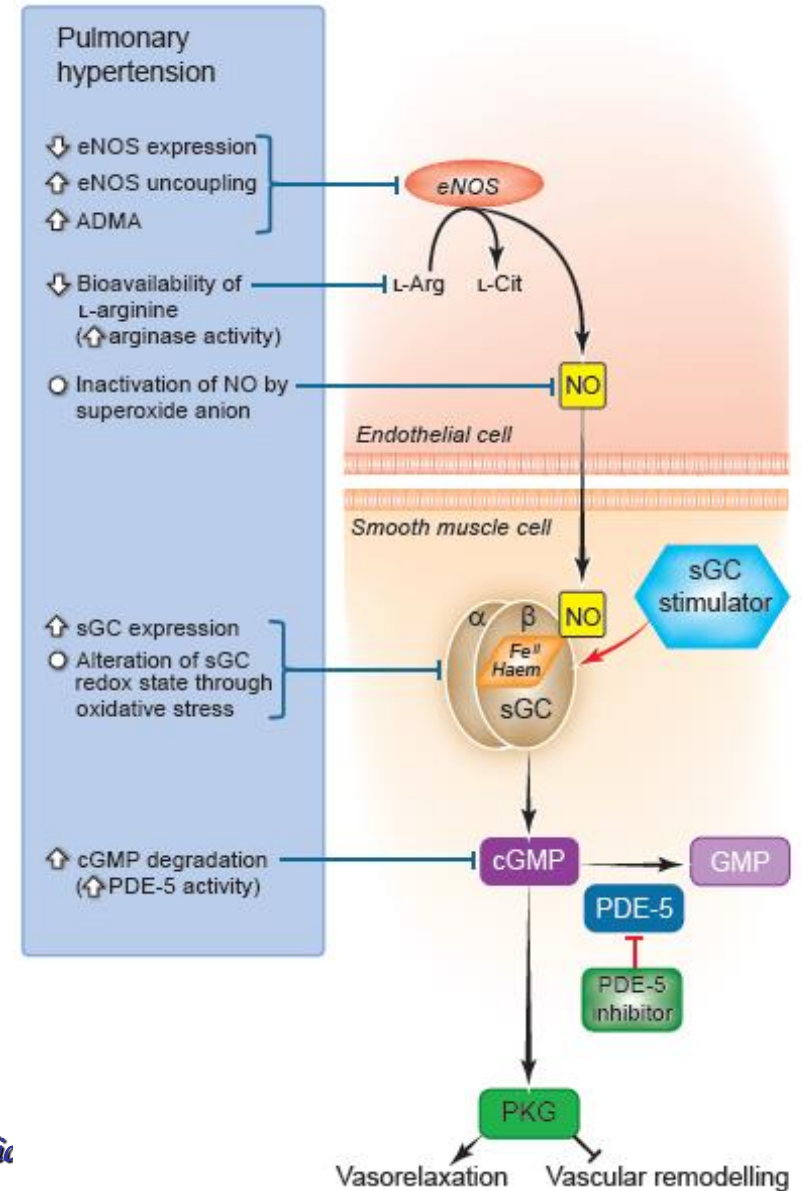 Pulmonary
hypertension
eNOS expression
eNOS uncoupling
ADMA
Bioavailability of
L-arginine
(arginase activity)
Inactivation of NO by
superoxide anion
sGC expression
Alteration of sGC
redox state through
oxidative stress
cGMP degradation
(PDE-5 activity)
eNOS
L-Arg L-Cit
NO
Endothelial cell
Smooth muscle cell
sGC
stimulator
α β NO
Feᴵᴵ
Haem
sGC
cGMP GMP
PDE-5
PDE-5
inhibitor
PKG
Vasorelaxation Vascular remodelling